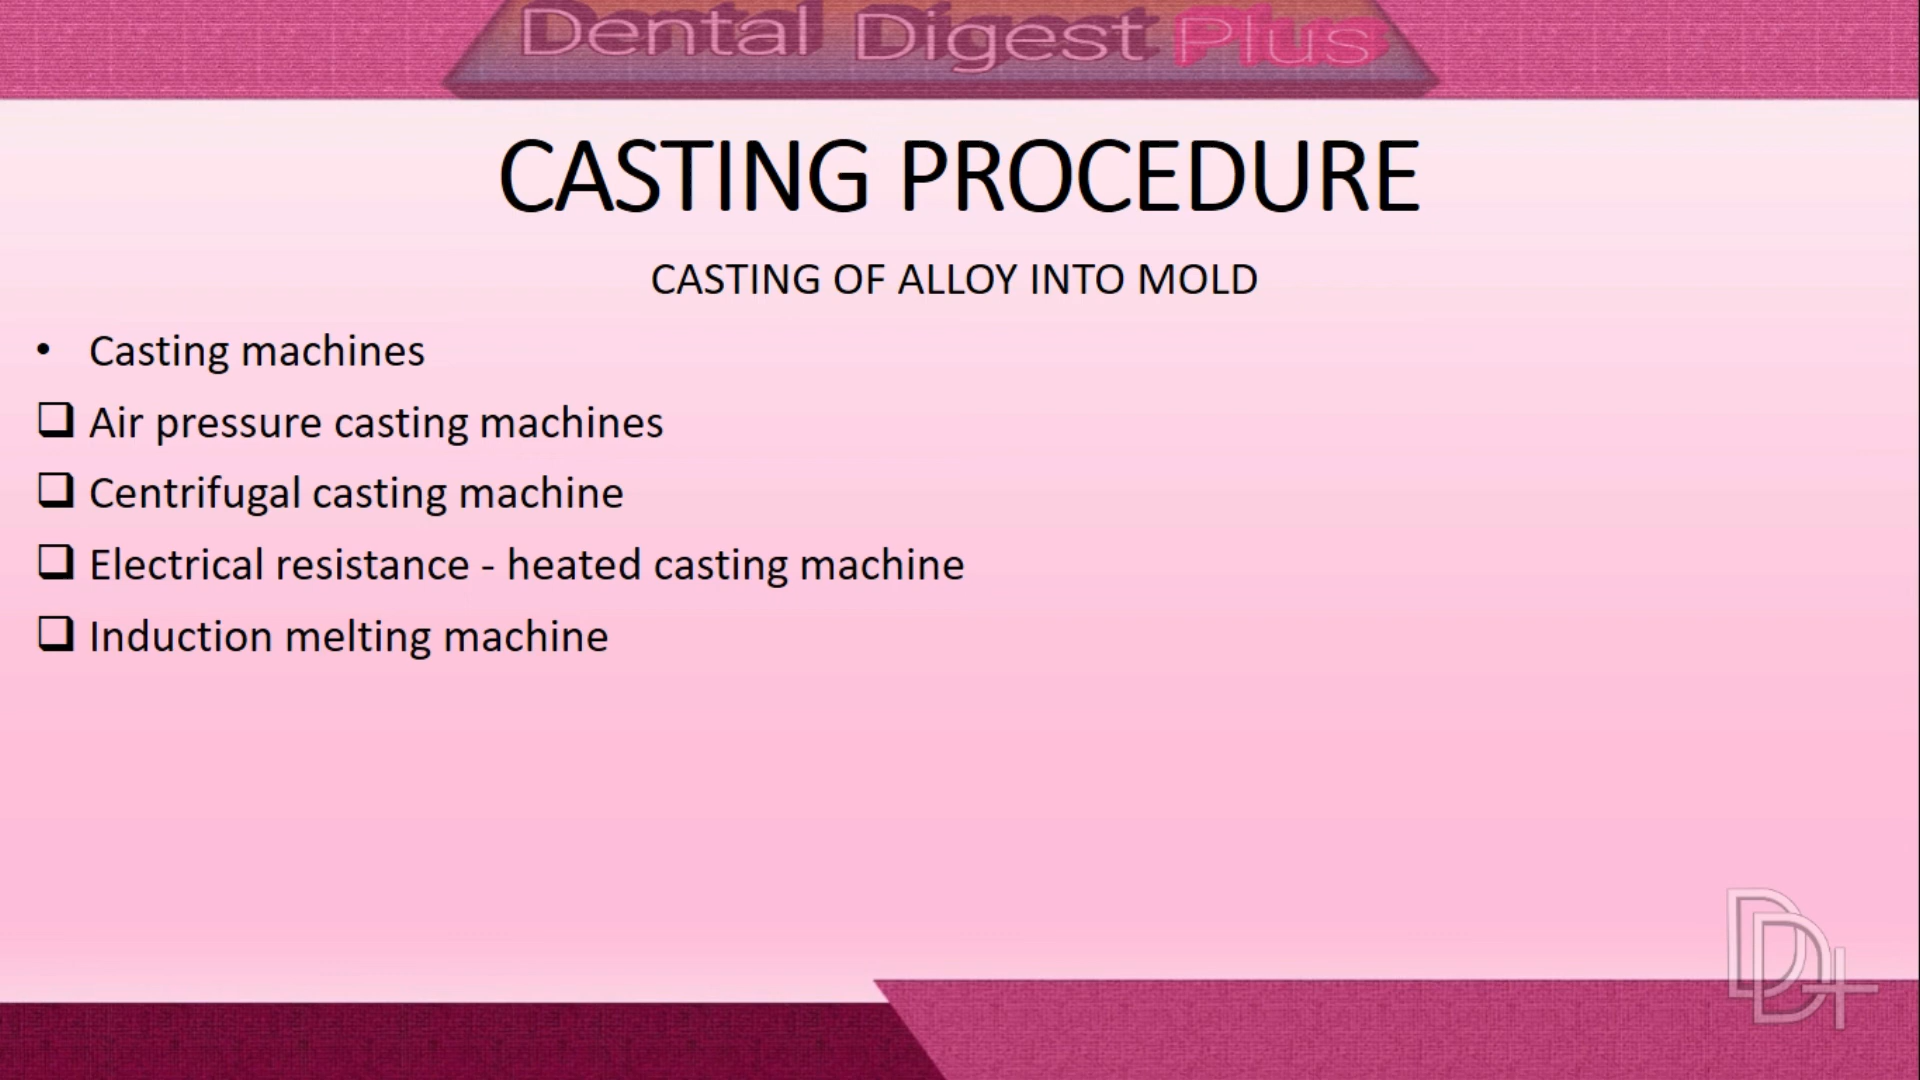 Dental Digest Plus
CASTING PROCEDURE
CASTING OF ALLOY INTO MOLD
• Casting machines
❑ Air pressure casting machines
❑ Centrifugal casting machine
❑ Electrical resistance - heated casting machine
❑ Induction melting machine
DD+